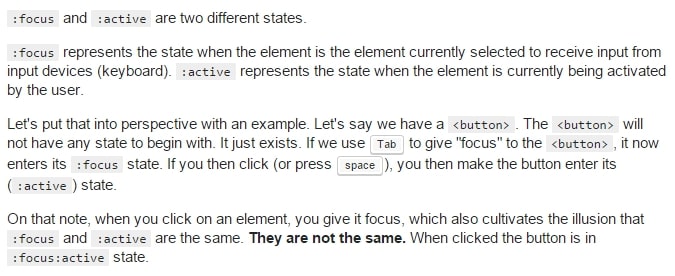 :focus and :active are two different states.
:focus represents the state when the element is the element currently selected to receive input from
input devices (keyboard). :active represents the state when the element is currently being activated
by the user.
Let's put that into perspective with an example. Let's say we have a <button> . The <button> will
not have any state to begin with. It just exists. If we use Tab to give "focus" to the <button> , it now
enters its :focus state. If you then click (or press space ), you then make the button enter its
( :active ) state.
On that note, when you click on an element, you give it focus, which also cultivates the illusion that
:focus and :active are the same. They are not the same. When clicked the button is in
:focus:active state.